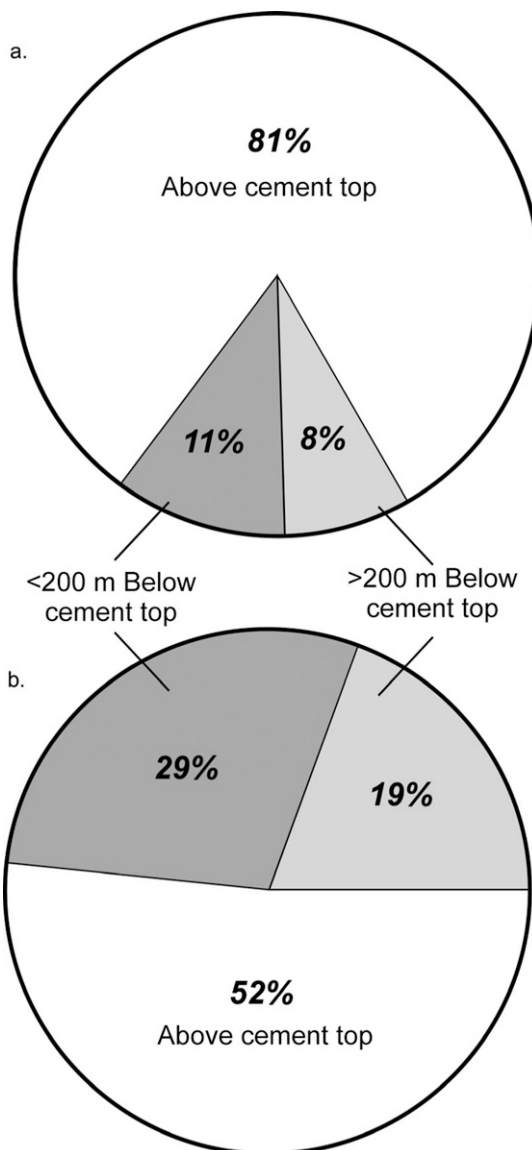 a.
81%
Above cement top
11%
8%
<200 m Below
cement top
>200 m Below
cement top
b.
29%
19%
52%
Above cement top